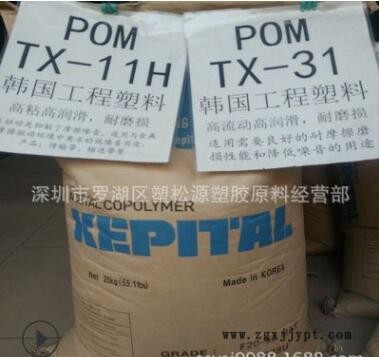 POM
TX-11H
韩国工程塑料
高粘高润滑，耐磨损
POM
TX-31
韩国工程塑料
高流动高润滑，耐磨损
适用需要良好的耐摩擦磨
损性能和降低噪音的用途
深圳市罗湖区塑松源塑胶原料经营部
COPOLYMER
KEPITAL
Net 25kg (55.1lbs)
Made in KOREA
GRADE
www.zgxjjypt.com